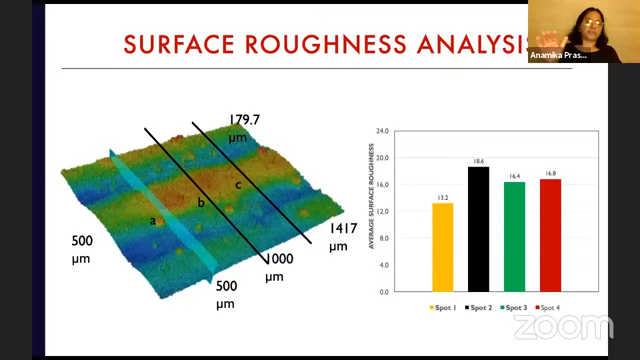 SURFACE ROUGHNESS ANALYSIS
Anamika Pras...
179.7
μm
c
b
a
500
μm
1417
μm
1000
μm
500
μm
AVERAGE SURFACE ROUGHNESS
24.0
20.0
16.0
12.0
8.0
4.0
0.0
13.2
18.6
16.4
16.8
Spot 1
Spot 2
Spot 3
Spot 4
zoom